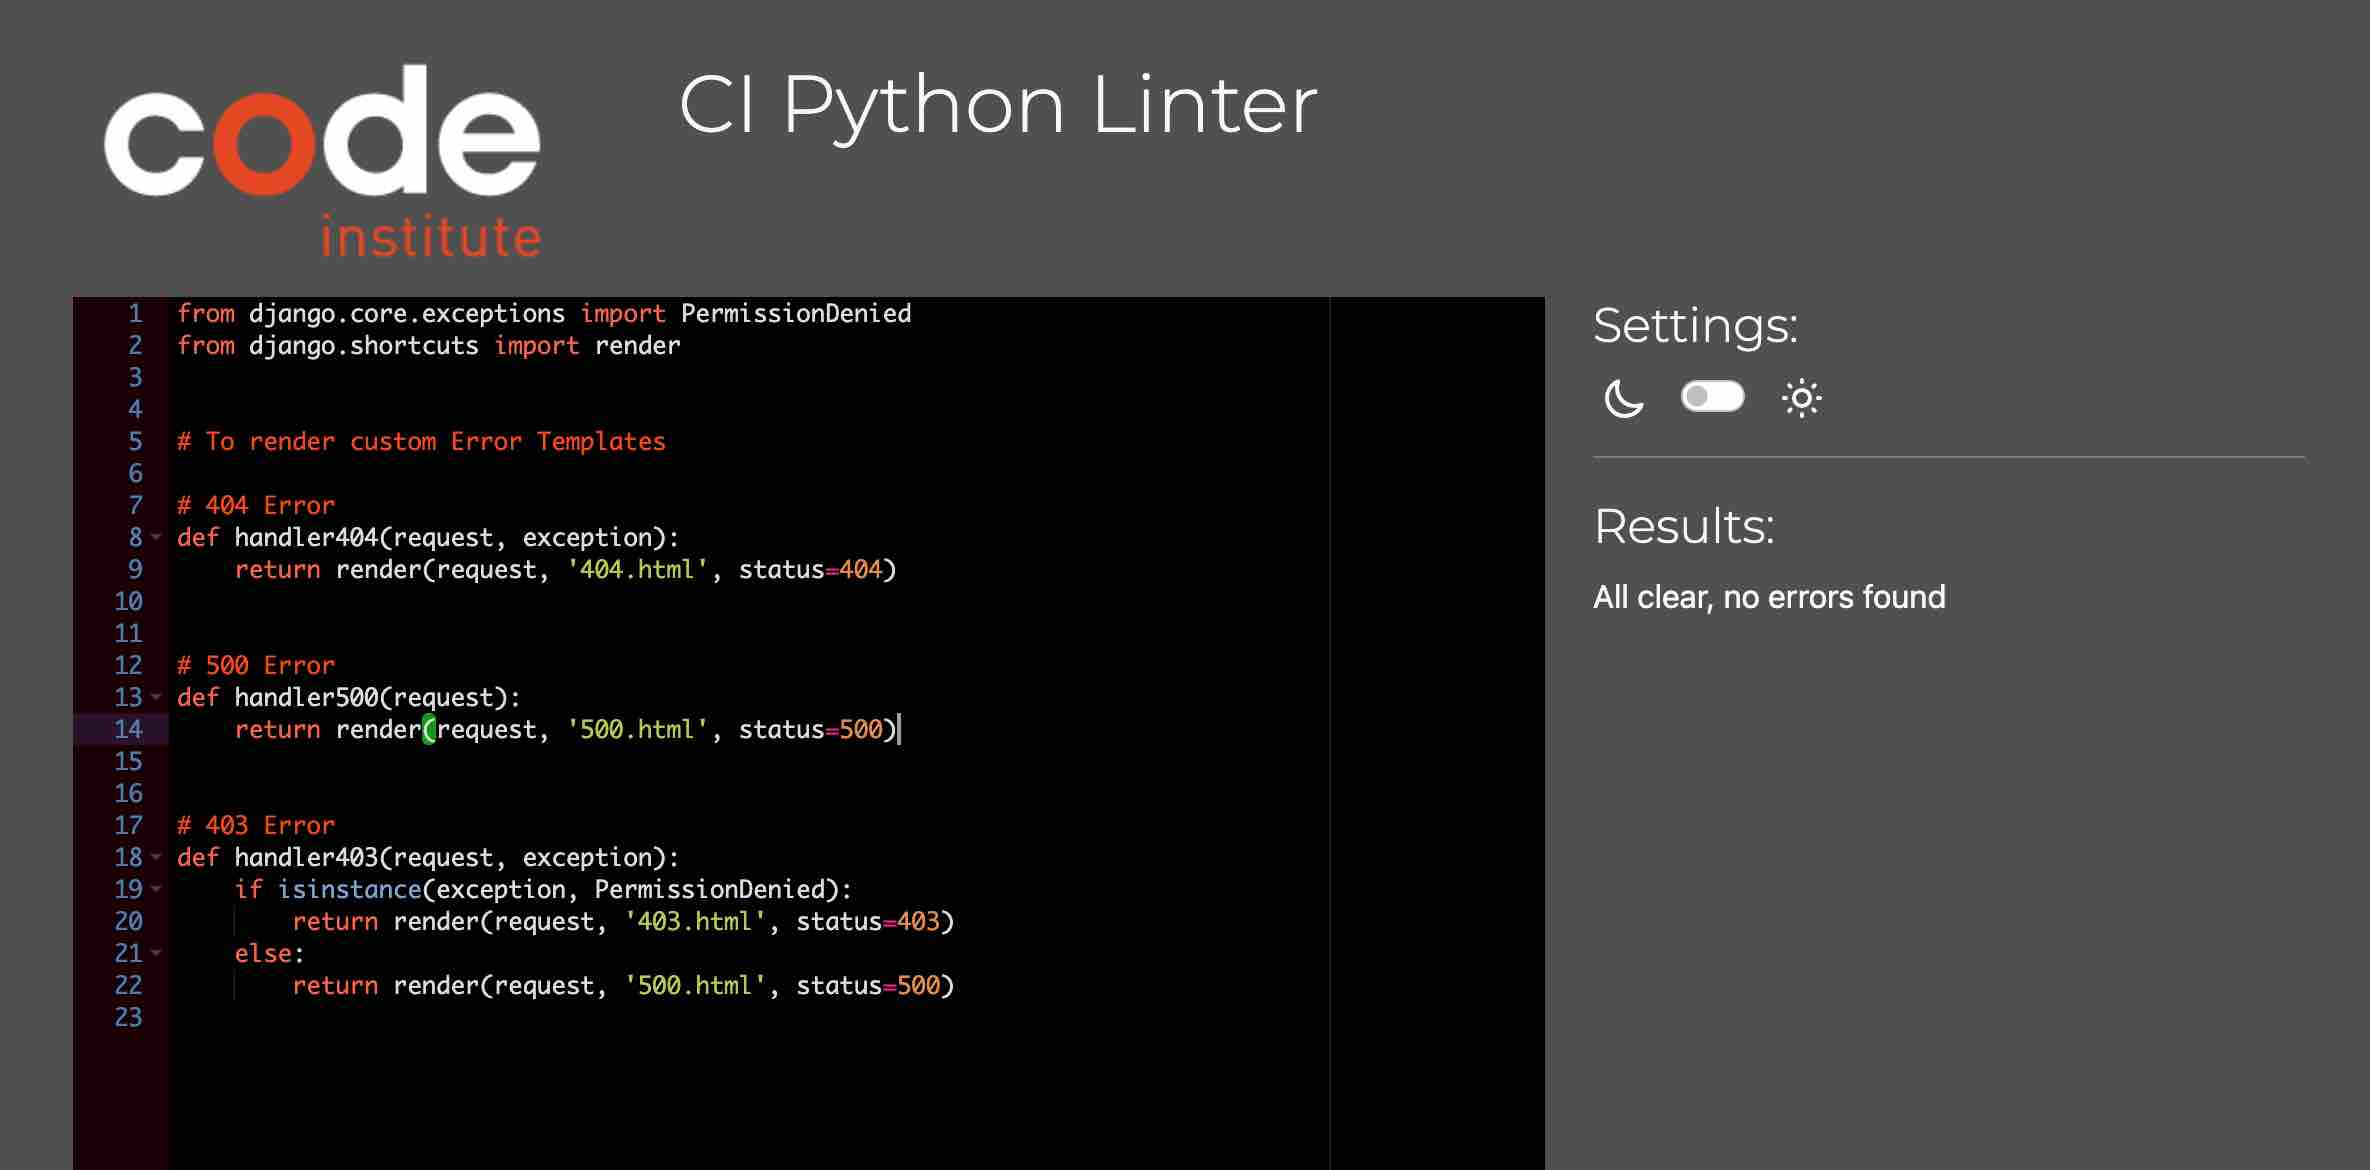 code
institute
CI Python Linter
1 from django.core.exceptions import PermissionDenied
2 from django.shortcuts import render
3
4
5 # To render custom Error Templates
6
7 # 404 Error
8 def handler404(request, exception):
9     return render(request, '404.html', status=404)
10
11
12 # 500 Error
13 def handler500(request):
14     return render(request, '500.html', status=500)
15
16
17 # 403 Error
18 def handler403(request, exception):
19     if isinstance(exception, PermissionDenied):
20         return render(request, '403.html', status=403)
21     else:
22         return render(request, '500.html', status=500)
23
Settings:
Results:
All clear, no errors found